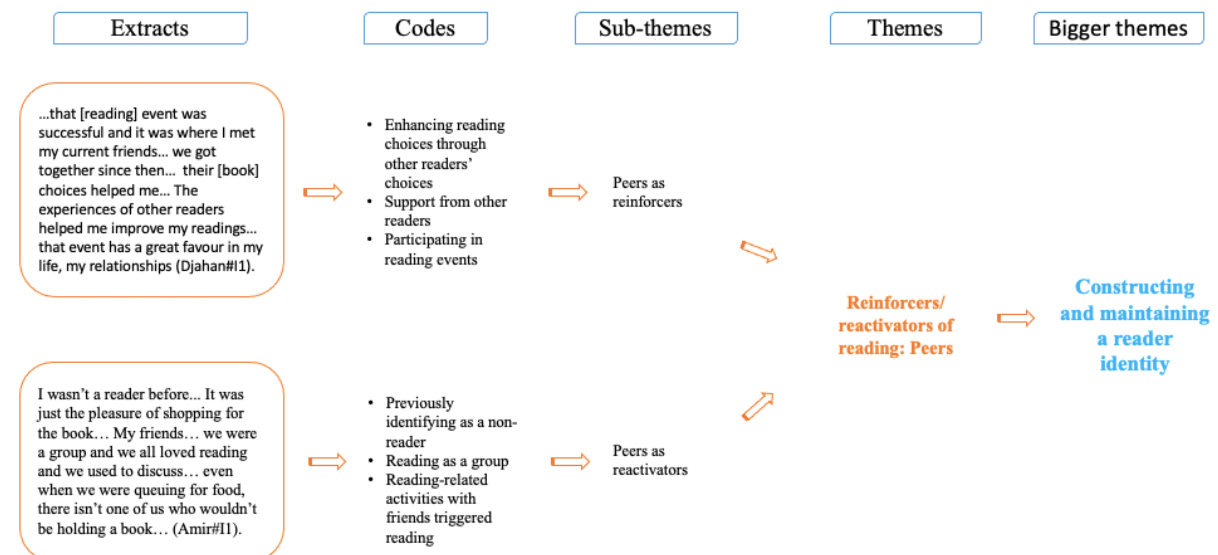 Extracts
Codes
Sub-themes
Themes
Bigger themes
…that [reading] event was
successful and it was where I met
my current friends… we got
together since then… their [book]
choices helped me… The
experiences of other readers
helped me improve my readings…
that event has a great favour in my
life, my relationships (Djahan#I1).
• Enhancing reading
choices through
other readers’
choices
• Support from other
readers
• Participating in
reading events
Peers as
reinforcers
I wasn’t a reader before... It was
just the pleasure of shopping for
the book… My friends… we were
a group and we all loved reading
and we used to discuss… even
when we were queuing for food,
there isn’t one of us who wouldn’t
be holding a book… (Amir#I1).
• Previously
identifying as a non-
reader
• Reading as a group
• Reading-related
activities with
friends triggered
reading
Peers as
reactivators
Reinforcers/
reactivators of
reading: Peers
Constructing
and maintaining
a reader
identity